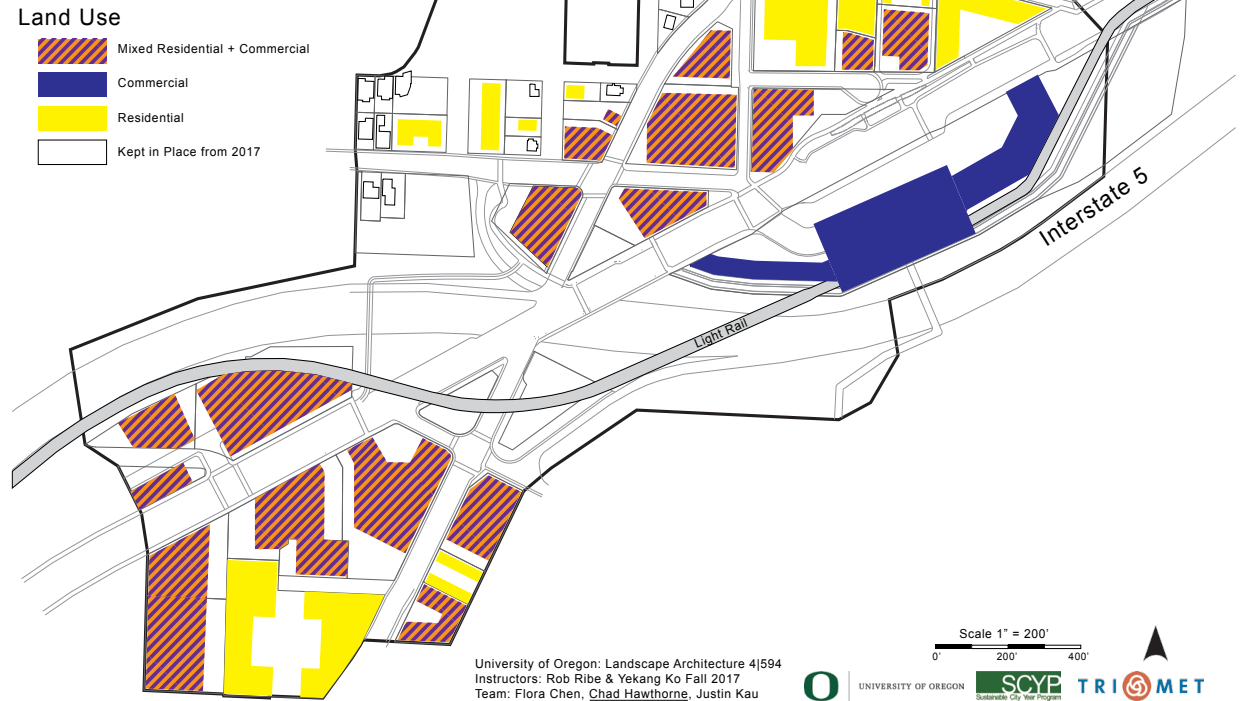 Land Use
Mixed Residential + Commercial
Commercial
Residential
Kept in Place from 2017
Interstate 5
Light Rail
Scale 1" = 200'
0' 200' 400'
University of Oregon: Landscape Architecture 4|594
Instructors: Rob Ribe & Yekang Ko Fall 2017
Team: Flora Chen, Chad Hawthorne, Justin Kau
O
UNIVERSITY OF OREGON
SCYP
Sustainable City Year Program
TRI MET